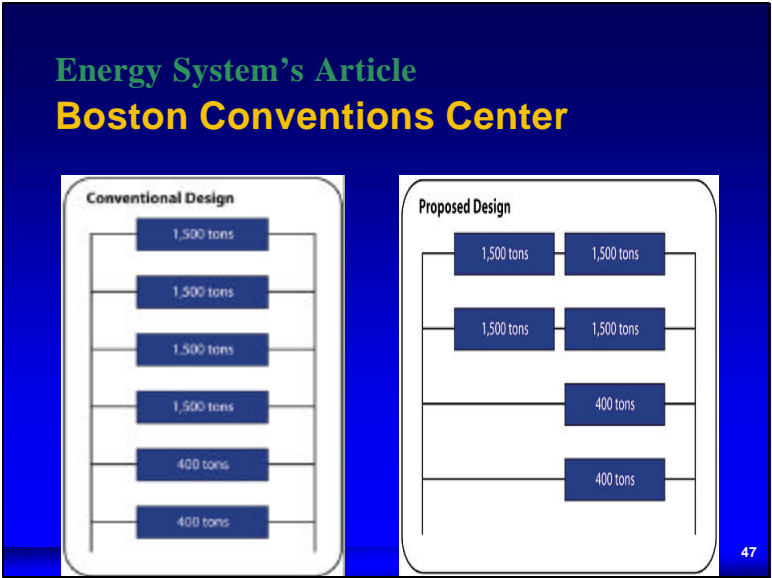 Energy System's Article
Boston Conventions Center
Conventional Design
1,500 tons
1,500 tons
1,500 tons
1,500 tons
400 tons
400 tons
Proposed Design
1,500 tons 1,500 tons
1,500 tons 1,500 tons
400 tons
400 tons
47